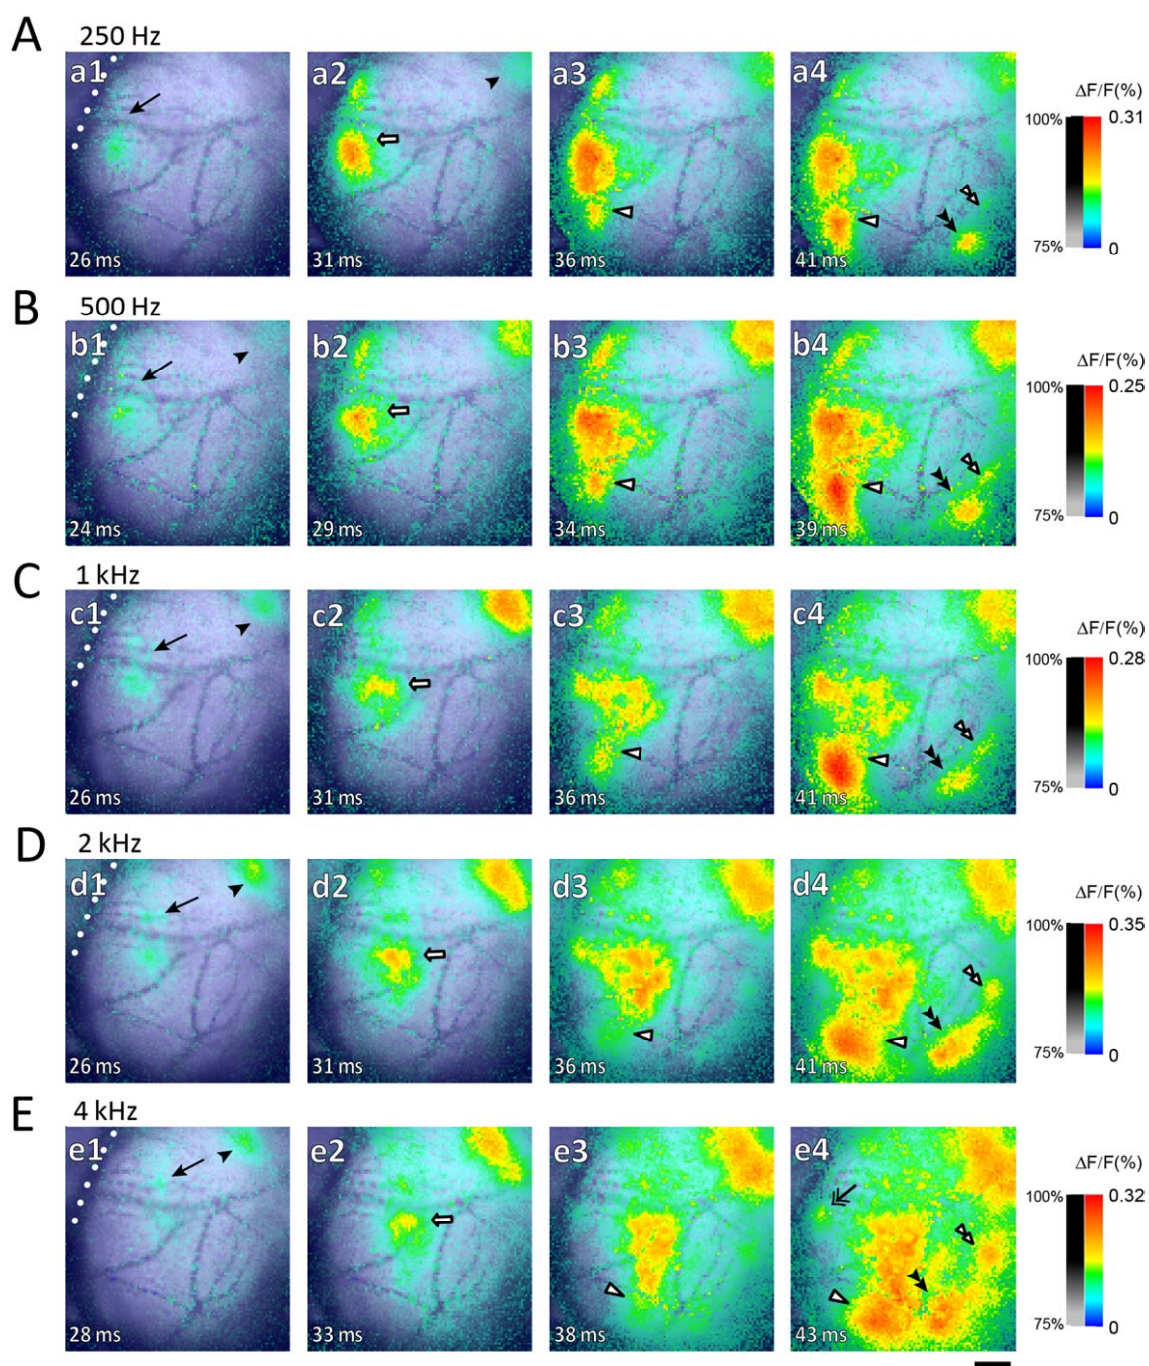 A
250 Hz
a1
26 ms
a2
31 ms
a3
36 ms
a4
41 ms
ΔF/F(%)
100%
0.31
75%
0
B
500 Hz
b1
24 ms
b2
29 ms
b3
34 ms
b4
39 ms
ΔF/F(%)
100%
0.25
75%
0
C
1 kHz
c1
26 ms
c2
31 ms
c3
36 ms
c4
41 ms
ΔF/F(%)
100%
0.28
75%
0
D
2 kHz
d1
26 ms
d2
31 ms
d3
36 ms
d4
41 ms
ΔF/F(%)
100%
0.35
75%
0
E
4 kHz
e1
28 ms
e2
33 ms
e3
38 ms
e4
43 ms
ΔF/F(%)
100%
0.32
75%
0